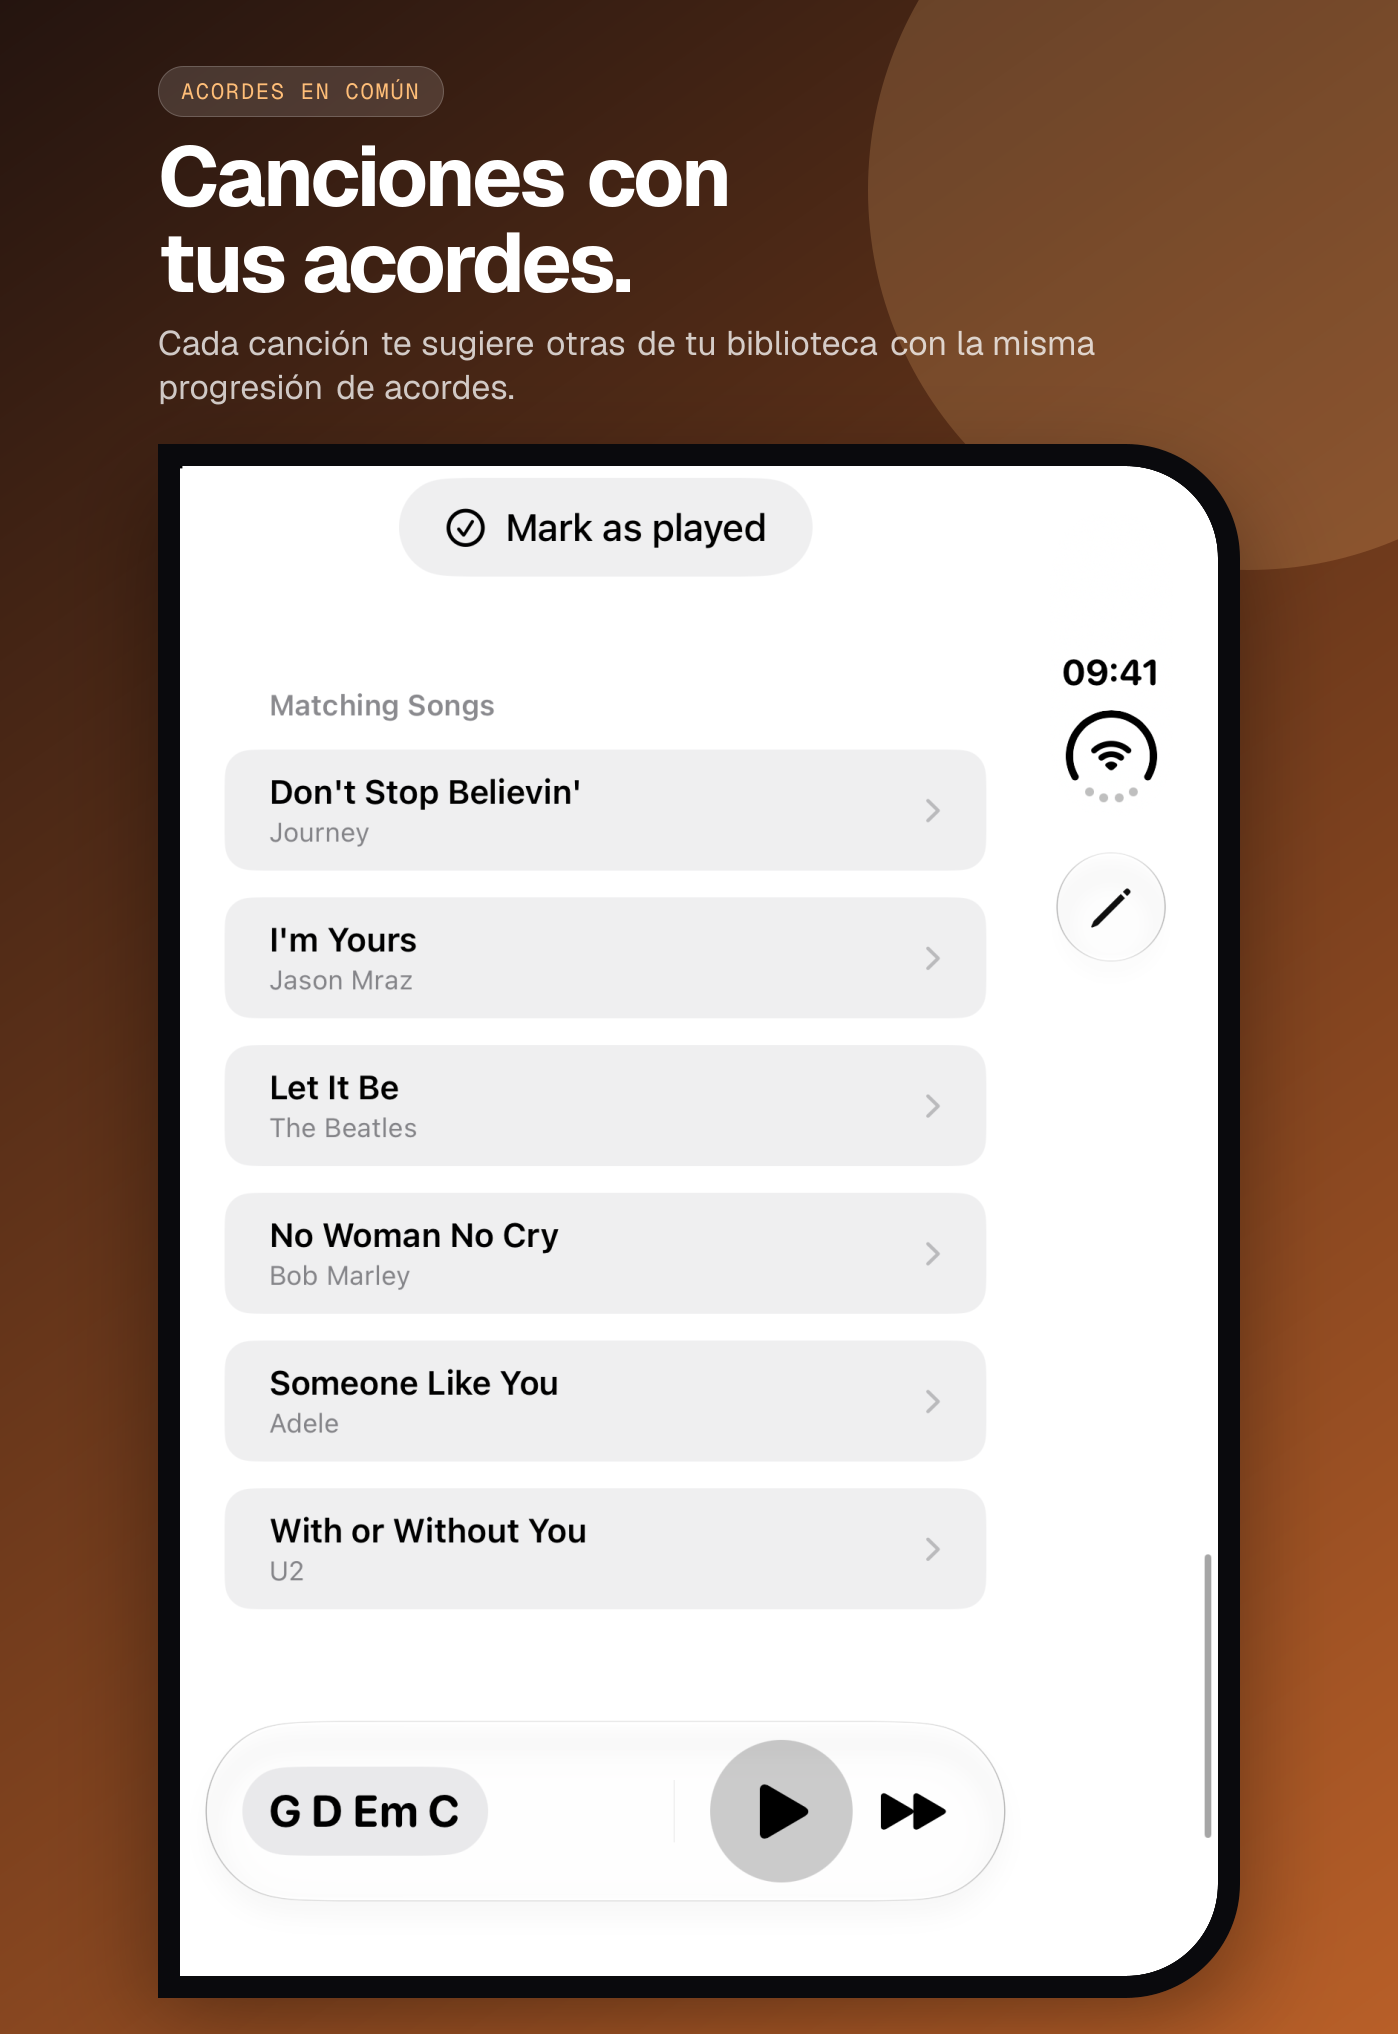 ACORDES EN COMÚN
Canciones con
tus acordes.
Cada canción te sugiere otras de tu biblioteca con la misma
progresión de acordes.
Mark as played
09:41
Matching Songs
Don't Stop Believin'
Journey
I'm Yours
Jason Mraz
Let It Be
The Beatles
No Woman No Cry
Bob Marley
Someone Like You
Adele
With or Without You
U2
G D Em C